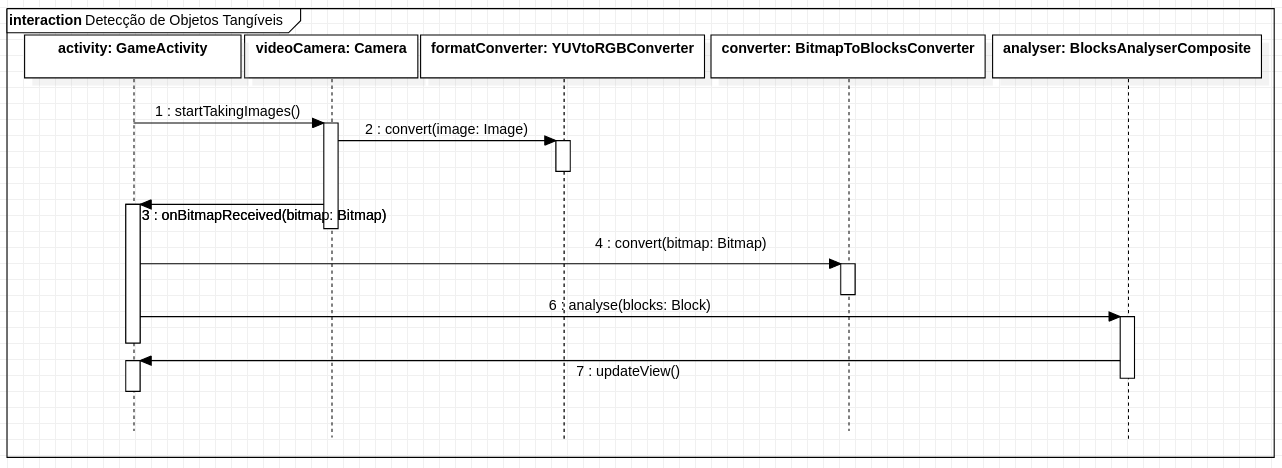 interaction Detecção de Objetos Tangíveis
activity: GameActivity
videoCamera: Camera
formatConverter: YUVtoRGBConverter
converter: BitmapToBlocksConverter
analyser: BlocksAnalyserComposite
1 : startTakingImages()
2 : convert(image: Image)
3 : onBitmapReceived(bitmap: Bitmap)
4 : convert(bitmap: Bitmap)
6 : analyse(blocks: Block)
7 : updateView()